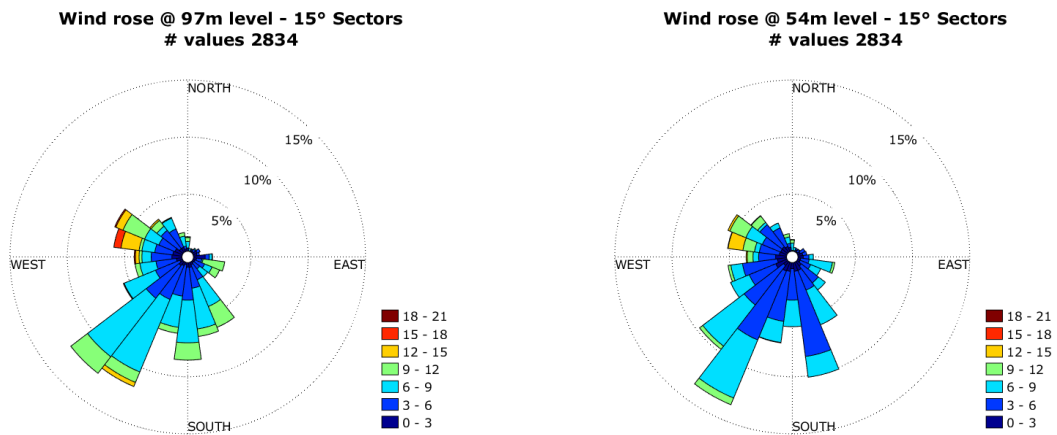 Wind rose @ 97m level - 15° Sectors
# values 2834
NORTH
15%
10%
5%
WEST
EAST
SOUTH
18 - 21
15 - 18
12 - 15
9 - 12
6 - 9
3 - 6
0 - 3
Wind rose @ 54m level - 15° Sectors
# values 2834
NORTH
15%
10%
5%
WEST
EAST
SOUTH
18 - 21
15 - 18
12 - 15
9 - 12
6 - 9
3 - 6
0 - 3